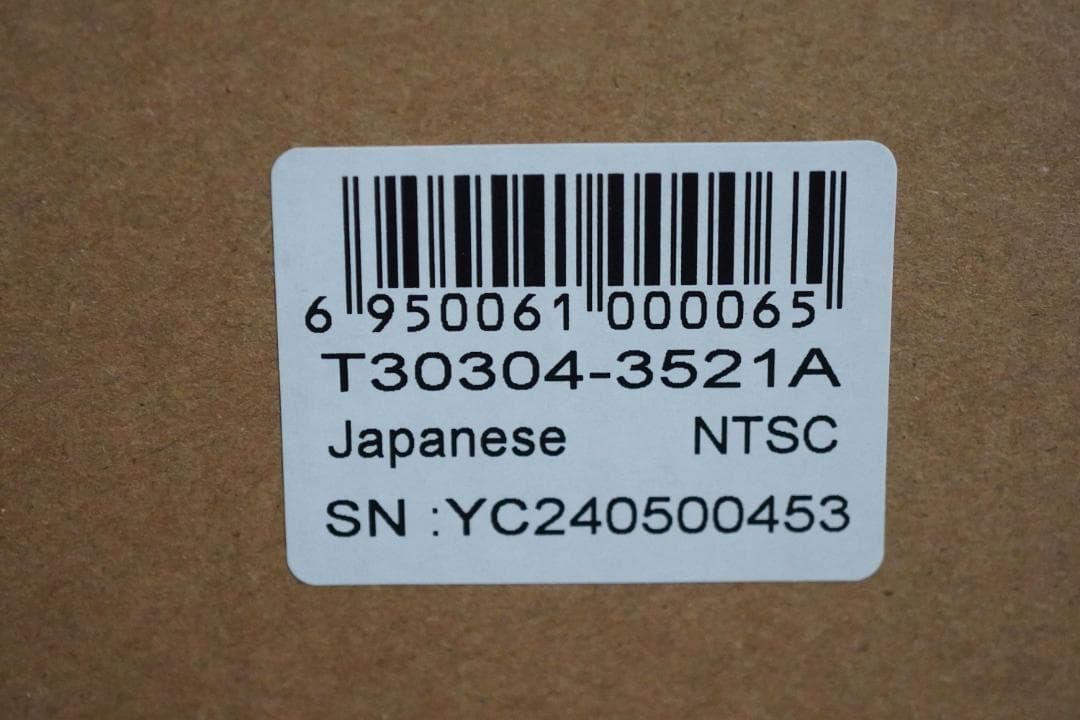 6 950061 000065
T30304-3521A
Japanese NTSC
SN :YC240500453